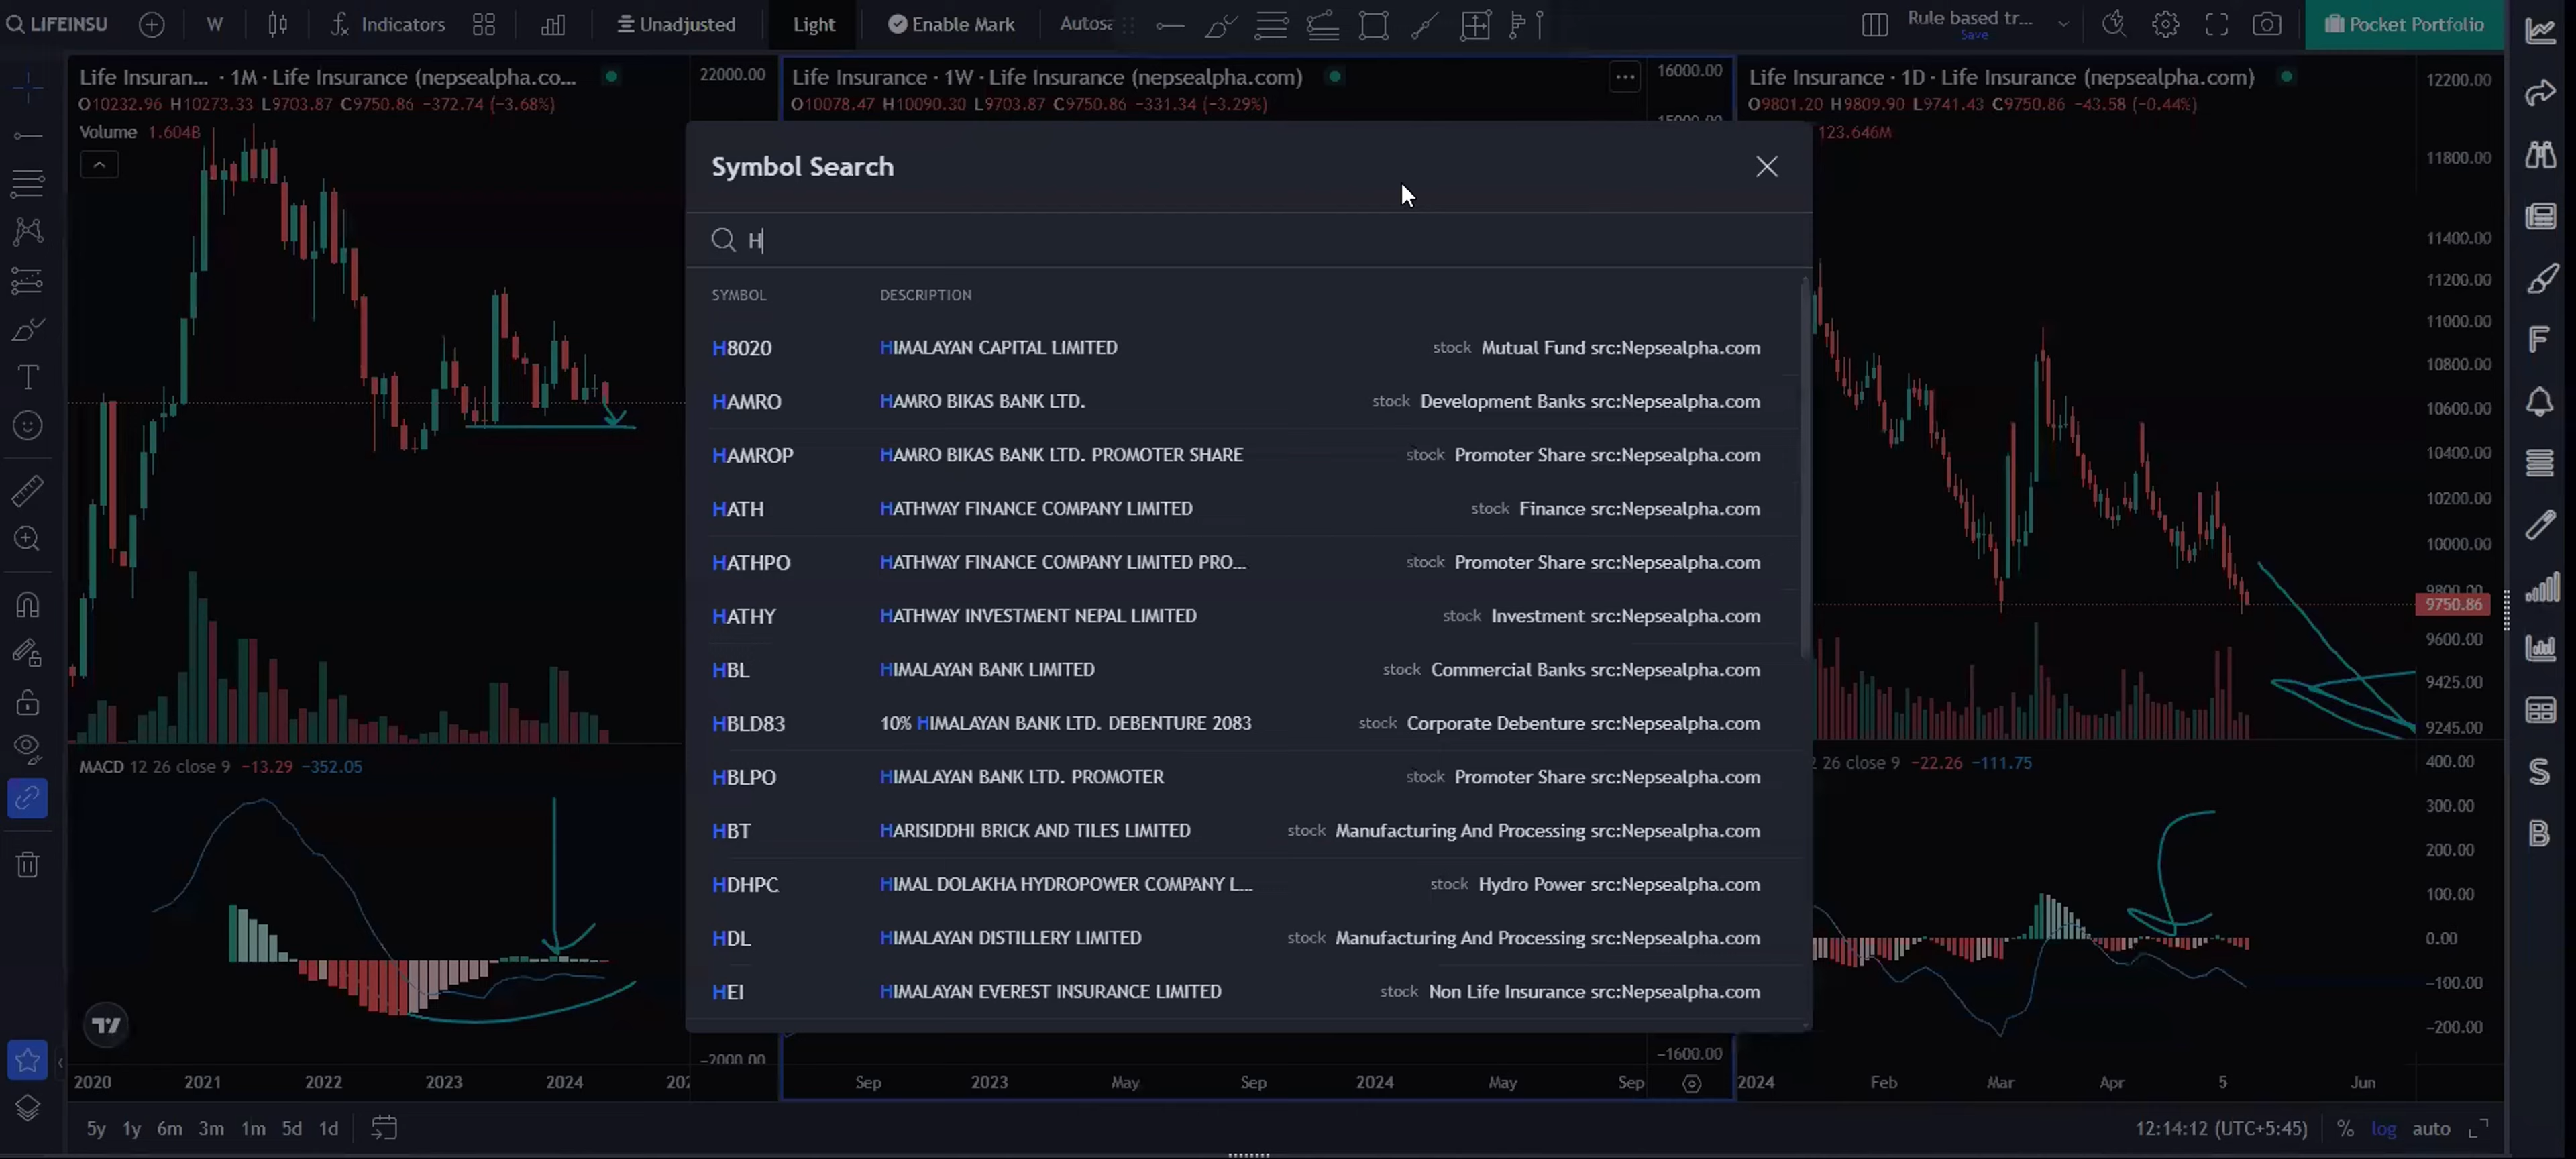 LIFEINSU W Indicators Unadjusted Light Enable Mark Autosa Rule based tr... Save Pocket Portfolio
Life Insuran... · 1M · Life Insurance (nepsealpha.co...
O10232.96 H10273.33 L9703.87 C9750.86 −372.74 (−3.68%)
Volume 1.604B
22000.00
Life Insurance · 1W · Life Insurance (nepsealpha.com)
O10078.47 H10090.30 L9703.87 C9750.86 −331.34 (−3.29%)
16000.00
15000.00
Life Insurance · 1D · Life Insurance (nepsealpha.com)
O9801.20 H9809.90 L9741.43 C9750.86 −43.58 (−0.44%)
123.646M
Symbol Search
H
SYMBOL DESCRIPTION
H8020 HIMALAYAN CAPITAL LIMITED stock Mutual Fund src:Nepsealpha.com
HAMRO HAMRO BIKAS BANK LTD. stock Development Banks src:Nepsealpha.com
HAMROP HAMRO BIKAS BANK LTD. PROMOTER SHARE stock Promoter Share src:Nepsealpha.com
HATH HATHWAY FINANCE COMPANY LIMITED stock Finance src:Nepsealpha.com
HATHPO HATHWAY FINANCE COMPANY LIMITED PRO... stock Promoter Share src:Nepsealpha.com
HATHY HATHWAY INVESTMENT NEPAL LIMITED stock Investment src:Nepsealpha.com
HBL HIMALAYAN BANK LIMITED stock Commercial Banks src:Nepsealpha.com
HBLD83 10% HIMALAYAN BANK LTD. DEBENTURE 2083 stock Corporate Debenture src:Nepsealpha.com
HBLPO HIMALAYAN BANK LTD. PROMOTER stock Promoter Share src:Nepsealpha.com
HBT HARISIDDHI BRICK AND TILES LIMITED stock Manufacturing And Processing src:Nepsealpha.com
HDHPC HIMAL DOLAKHA HYDROPOWER COMPANY L... stock Hydro Power src:Nepsealpha.com
HDL HIMALAYAN DISTILLERY LIMITED stock Manufacturing And Processing src:Nepsealpha.com
HEI HIMALAYAN EVEREST INSURANCE LIMITED stock Non Life Insurance src:Nepsealpha.com
12200.00
11800.00
11400.00
11200.00
11000.00
10800.00
10600.00
10400.00
10200.00
10000.00
9800.00
9750.86
9600.00
9425.00
9245.00
MACD 12 26 close 9 −13.29 −352.05
2 26 close 9 −22.26 −111.75
400.00
300.00
200.00
100.00
0.00
−100.00
−200.00
−2000.00
−1600.00
2020 2021 2022 2023 2024 202
Sep 2023 May Sep 2024 May Sep
2024 Feb Mar Apr 5 Jun
5y 1y 6m 3m 1m 5d 1d
12:14:12 (UTC+5:45) % log auto
F
S
B